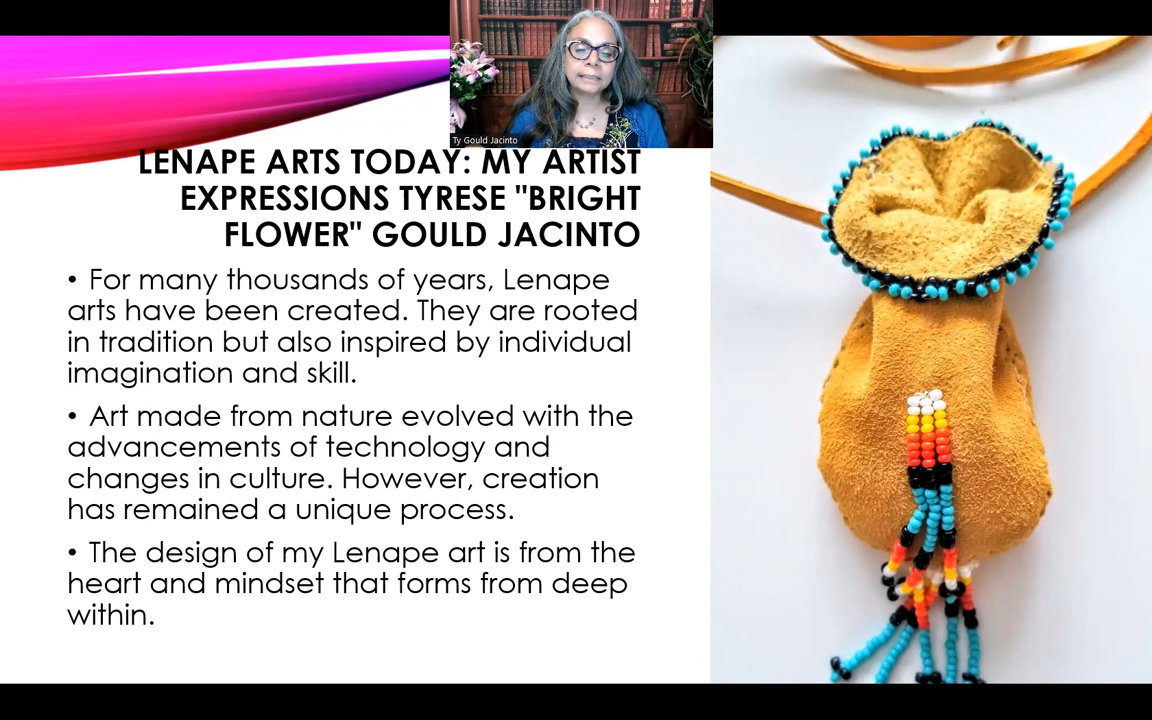 Ty Gould Jacinto
LENAPE ARTS TODAY: MY ARTIST
EXPRESSIONS TYRESE "BRIGHT
FLOWER" GOULD JACINTO
• For many thousands of years, Lenape
arts have been created. They are rooted
in tradition but also inspired by individual
imagination and skill.
• Art made from nature evolved with the
advancements of technology and
changes in culture. However, creation
has remained a unique process.
• The design of my Lenape art is from the
heart and mindset that forms from deep
within.